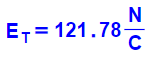 E_T = 121.78 N/C